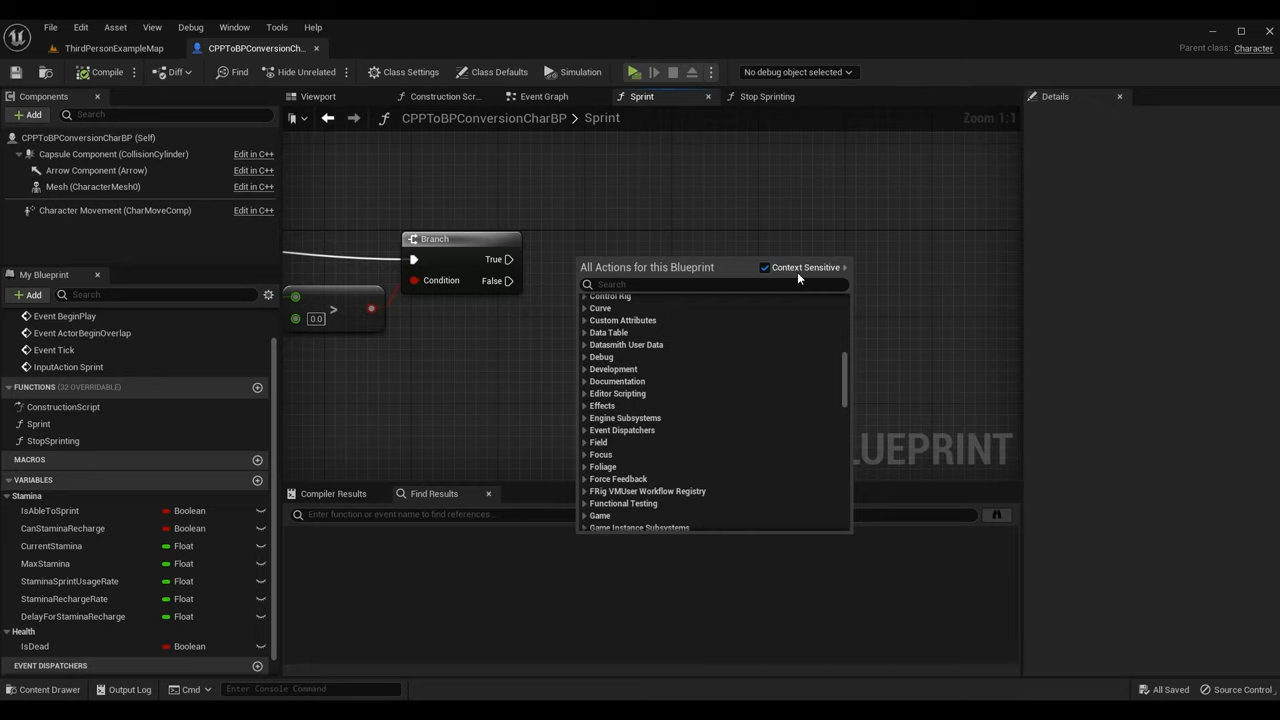 File Edit Asset View Debug Window Tools Help
ThirdPersonExampleMap CPPToBPConversionCh... Parent class: Character
Compile Diff Find Hide Unrelated Class Settings Class Defaults Simulation No debug object selected
Components Viewport Construction Scr... Event Graph Sprint Stop Sprinting Details
Add Search
CPPToBPConversionCharBP > Sprint Zoom 1:1
CPPToBPConversionCharBP (Self)
Capsule Component (CollisionCylinder) Edit in C++
Arrow Component (Arrow) Edit in C++
Mesh (CharacterMesh0) Edit in C++
Character Movement (CharMoveComp) Edit in C++
Branch
True
Condition False
> 0.0
All Actions for this Blueprint Context Sensitive
Search
Control Rig
Curve
Custom Attributes
Data Table
Datasmith User Data
Debug
Development
Documentation
Editor Scripting
Effects
Engine Subsystems
Event Dispatchers
Field
Focus
Foliage
Force Feedback
FRig VMUser Workflow Registry
Functional Testing
Game
Game Instance Subsystems
LUEPRINT
My Blueprint
Add Search
Event BeginPlay
Event ActorBeginOverlap
Event Tick
InputAction Sprint
FUNCTIONS (32 OVERRIDABLE)
ConstructionScript
Sprint
StopSprinting
MACROS
VARIABLES
Stamina
IsAbleToSprint Boolean
CanStaminaRecharge Boolean
CurrentStamina Float
MaxStamina Float
StaminaSprintUsageRate Float
StaminaRechargeRate Float
DelayForStaminaRecharge Float
Health
IsDead Boolean
EVENT DISPATCHERS
Compiler Results Find Results
Enter function or event name to find references...
Content Drawer Output Log Cmd Enter Console Command All Saved Source Control